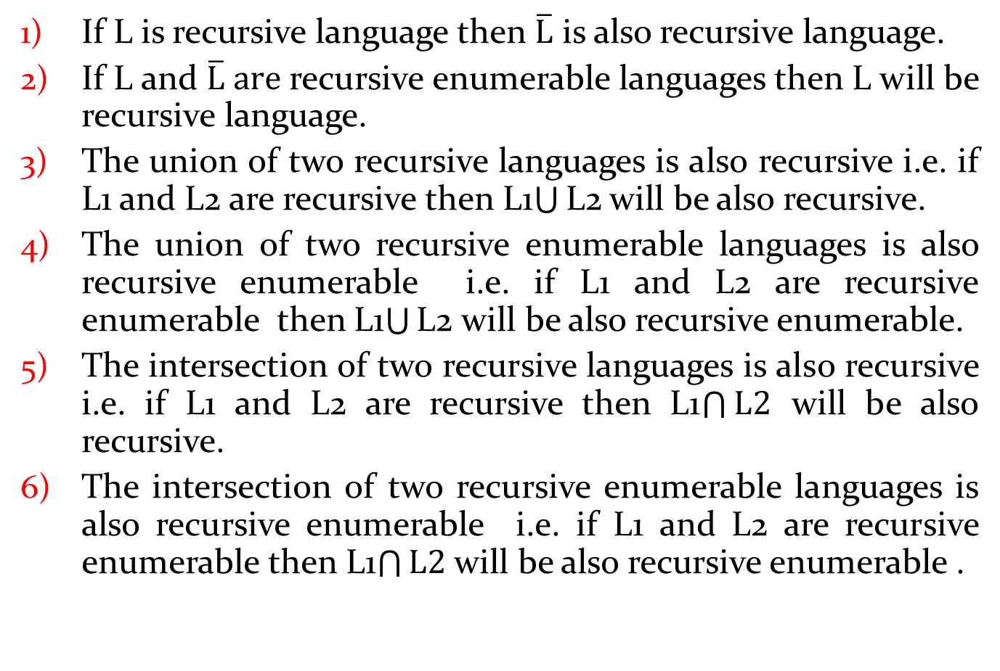 1) If L is recursive language then L̅ is also recursive language.
2) If L and L̅ are recursive enumerable languages then L will be
recursive language.
3) The union of two recursive languages is also recursive i.e. if
L1 and L2 are recursive then L1⋃ L2 will be also recursive.
4) The union of two recursive enumerable languages is also
recursive enumerable i.e. if L1 and L2 are recursive
enumerable then L1⋃ L2 will be also recursive enumerable.
5) The intersection of two recursive languages is also recursive
i.e. if L1 and L2 are recursive then L1⋂ L2 will be also
recursive.
6) The intersection of two recursive enumerable languages is
also recursive enumerable i.e. if L1 and L2 are recursive
enumerable then L1⋂ L2 will be also recursive enumerable .